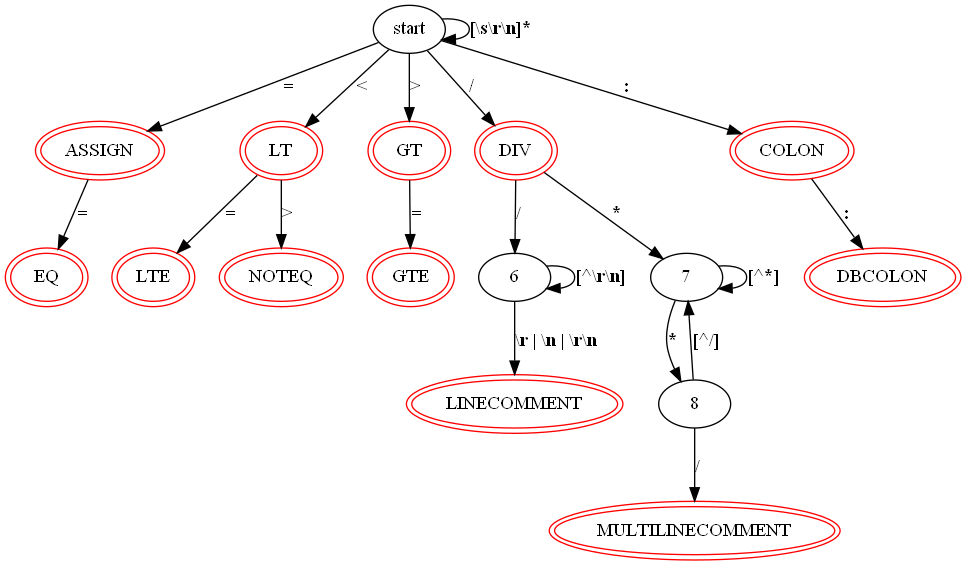 start
[\s\r\n]*
=
<
>
/
:
ASSIGN
LT
GT
DIV
COLON
=
=
>
=
/
*
:
EQ
LTE
NOTEQ
GTE
6
[^\r\n]
7
[^*]
DBCOLON
\r | \n | \r\n
*
[^/]
LINECOMMENT
8
/
MULTILINECOMMENT